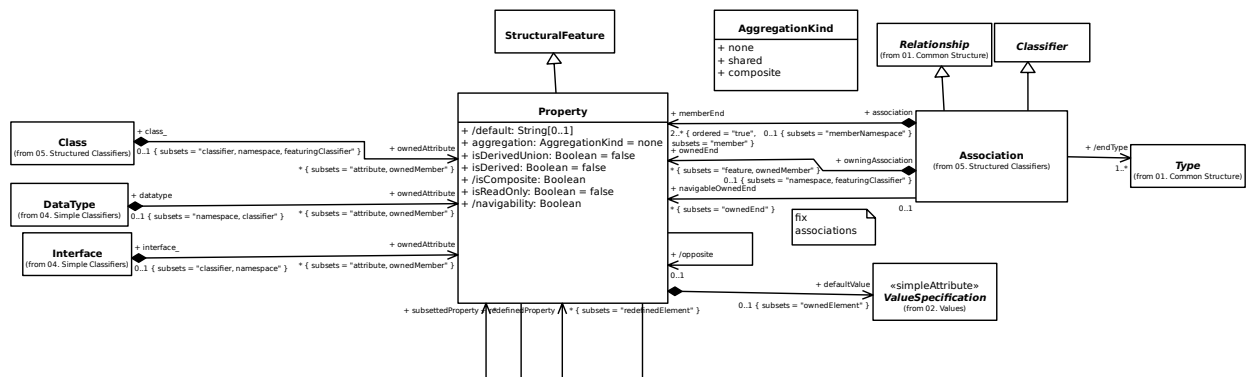 StructuralFeature
AggregationKind
+ none
+ shared
+ composite
Relationship
(from 01. Common Structure)
Classifier
Property
+ /default: String[0..1]
+ aggregation: AggregationKind = none
+ isDerivedUnion: Boolean = false
+ isDerived: Boolean = false
+ /isComposite: Boolean
+ isReadOnly: Boolean = false
+ /navigability: Boolean
Class
(from 05. Structured Classifiers)
+ class_
0..1 { subsets = "classifier, namespace, featuringClassifier" }
+ ownedAttribute
* { subsets = "attribute, ownedMember" }
DataType
(from 04. Simple Classifiers)
+ datatype
0..1 { subsets = "namespace, classifier" }
+ ownedAttribute
* { subsets = "attribute, ownedMember" }
Interface
(from 04. Simple Classifiers)
+ interface_
0..1 { subsets = "classifier, namespace" }
+ ownedAttribute
* { subsets = "attribute, ownedMember" }
+ memberEnd
2..* { ordered = "true",
subsets = "member" }
+ association
0..1 { subsets = "memberNamespace" }
+ ownedEnd
* { subsets = "feature, ownedMember" }
+ owningAssociation
0..1 { subsets = "namespace, featuringClassifier" }
+ navigableOwnedEnd
* { subsets = "ownedEnd" }
0..1
Association
(from 05. Structured Classifiers)
+ /endType
1..*
Type
(from 01. Common Structure)
fix
associations
+ /opposite
0..1
+ defaultValue
0..1 { subsets = "ownedElement" }
«simpleAttribute»
ValueSpecification
(from 02. Values)
+ subsettedProperty
redefinedProperty
* { subsets = "redefinedElement" }